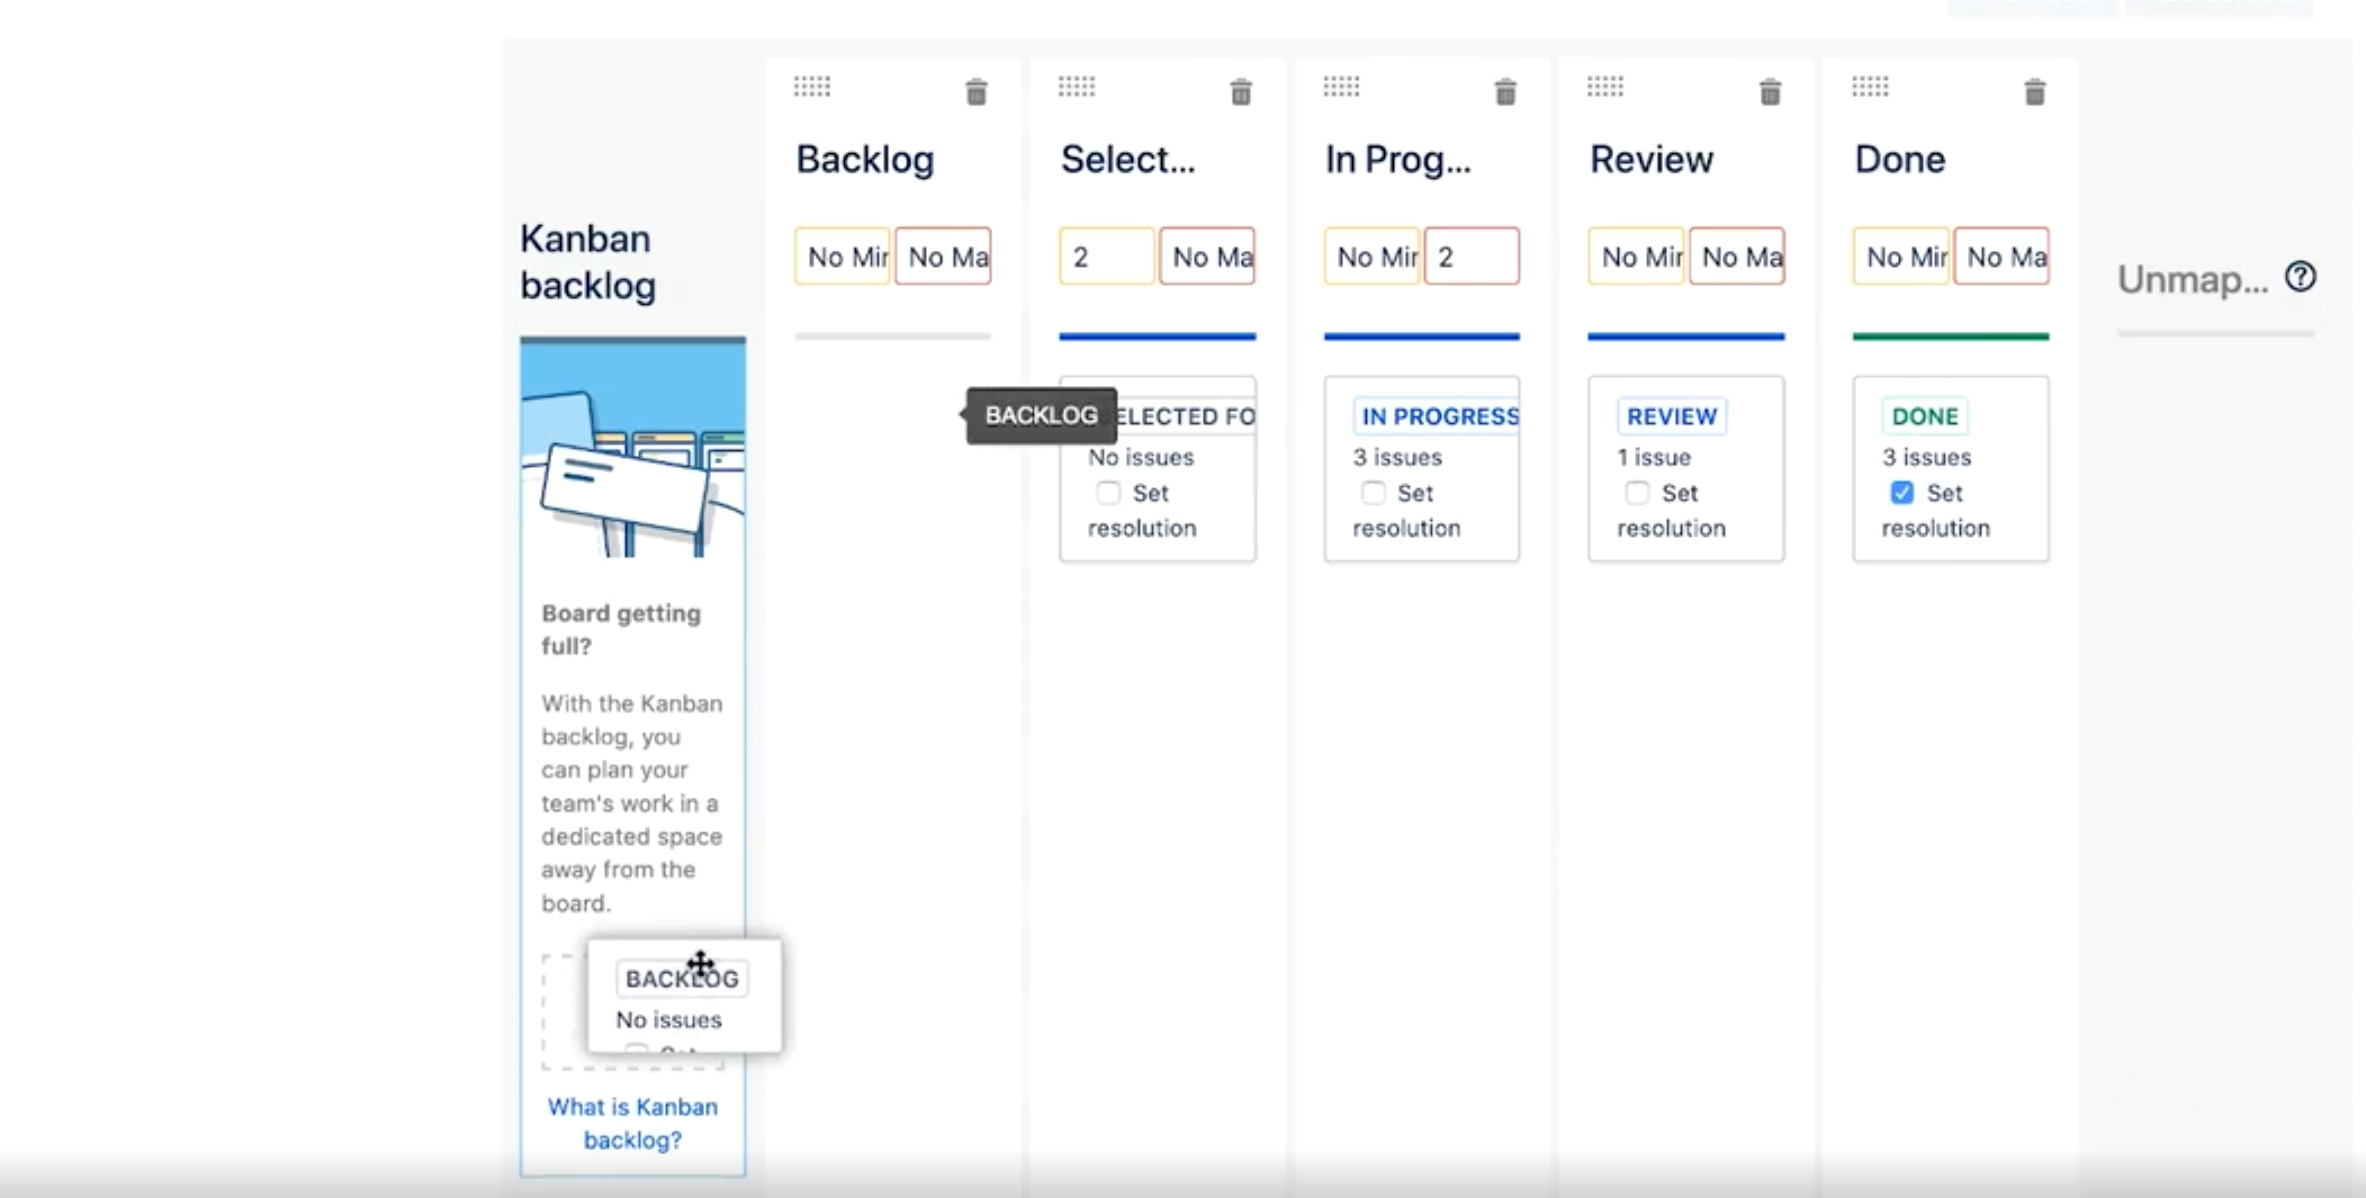 Backlog
Select...
In Prog...
Review
Done
Kanban
backlog
No Mir
No Ma
2
No Ma
No Mir
2
No Mir
No Ma
No Mir
No Ma
Unmap...
BACKLOG
ELECTED FO
No issues
Set
resolution
IN PROGRESS
3 issues
Set
resolution
REVIEW
1 issue
Set
resolution
DONE
3 issues
Set
resolution
Board getting
full?
With the Kanban
backlog, you
can plan your
team's work in a
dedicated space
away from the
board.
BACKLOG
No issues
What is Kanban
backlog?